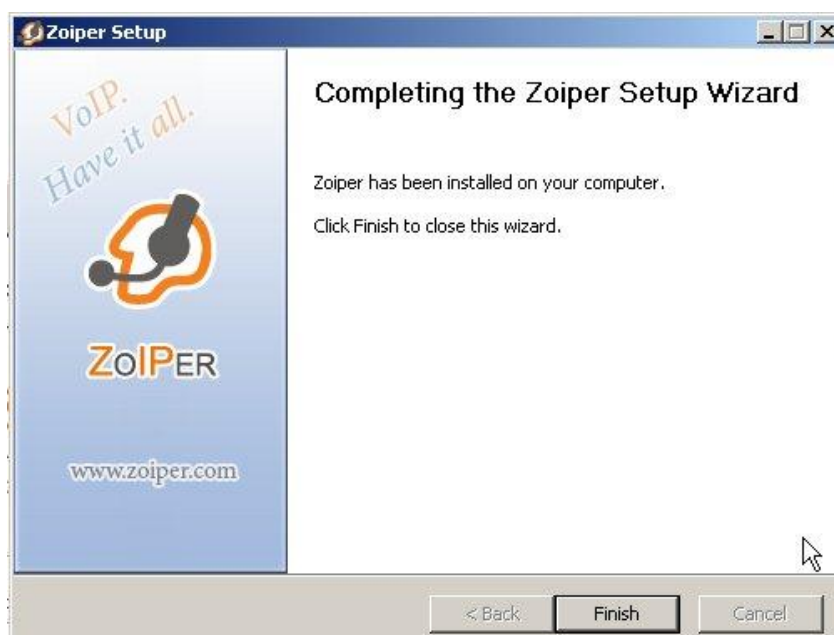 Zoiper Setup
VoIP.
Have it all.
ZOIPER
www.zoiper.com
Completing the Zoiper Setup Wizard
Zoiper has been installed on your computer.
Click Finish to close this wizard.
< Back
Finish
Cancel